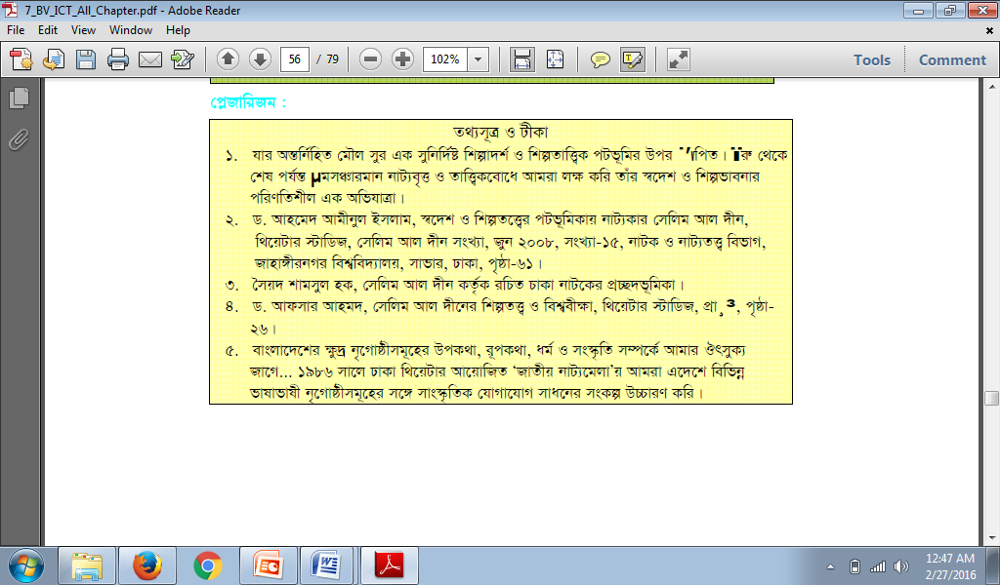 7_BV_ICT_All_Chapter.pdf - Adobe Reader
File Edit View Window Help
56 / 79 102% Tools Comment
প্লেজারিজম :
তথ্যসূত্র ও টীকা
১. যার অন্তর্নিহিত মৌল সুর এক সুনির্দিষ্ট শিল্পাদর্শ ও শিল্পতাত্ত্বিক পটভূমির উপর পিত। রু থেকে
শেষ পর্যন্ত µমসঞ্চারমান নাট্যবৃত্ত ও তাত্ত্বিকবোধে আমরা লক্ষ করি তাঁর স্বদেশ ও শিল্পভাবনার
পরিণতিশীল এক অভিযাত্রা।
২. ড. আহমেদ আমীনুল ইসলাম, স্বদেশ ও শিল্পতত্ত্বের পটভূমিকায় নাট্যকার সেলিম আল দীন,
থিয়েটার স্টাডিজ, সেলিম আল দীন সংখ্যা, জুন ২০০৮, সংখ্যা-১৫, নাটক ও নাট্যতত্ত্ব বিভাগ,
জাহাঙ্গীরনগর বিশ্ববিদ্যালয়, সাভার, ঢাকা, পৃষ্ঠা-৬১।
৩. সৈয়দ শামসুল হক, সেলিম আল দীন কর্তৃক রচিত চাকা নাটকের প্রচ্ছদভূমিকা।
৪. ড. আফসার আহমদ, সেলিম আল দীনের শিল্পতত্ত্ব ও বিশ্ববীক্ষা, থিয়েটার স্টাডিজ, প্রা¸³, পৃষ্ঠা-
২৬।
৫. বাংলাদেশের ক্ষুদ্র নৃগোষ্ঠীসমূহের উপকথা, রূপকথা, ধর্ম ও সংস্কৃতি সম্পর্কে আমার ঔৎসুক্য
জাগে... ১৯৮৬ সালে ঢাকা থিয়েটার আয়োজিত ‘জাতীয় নাট্যমেলা’য় আমরা এদেশে বিভিন্ন
ভাষাভাষী নৃগোষ্ঠীসমূহের সঙ্গে সাংস্কৃতিক যোগাযোগ সাধনের সংকল্প উচ্চারণ করি।
12:47 AM
2/27/2016